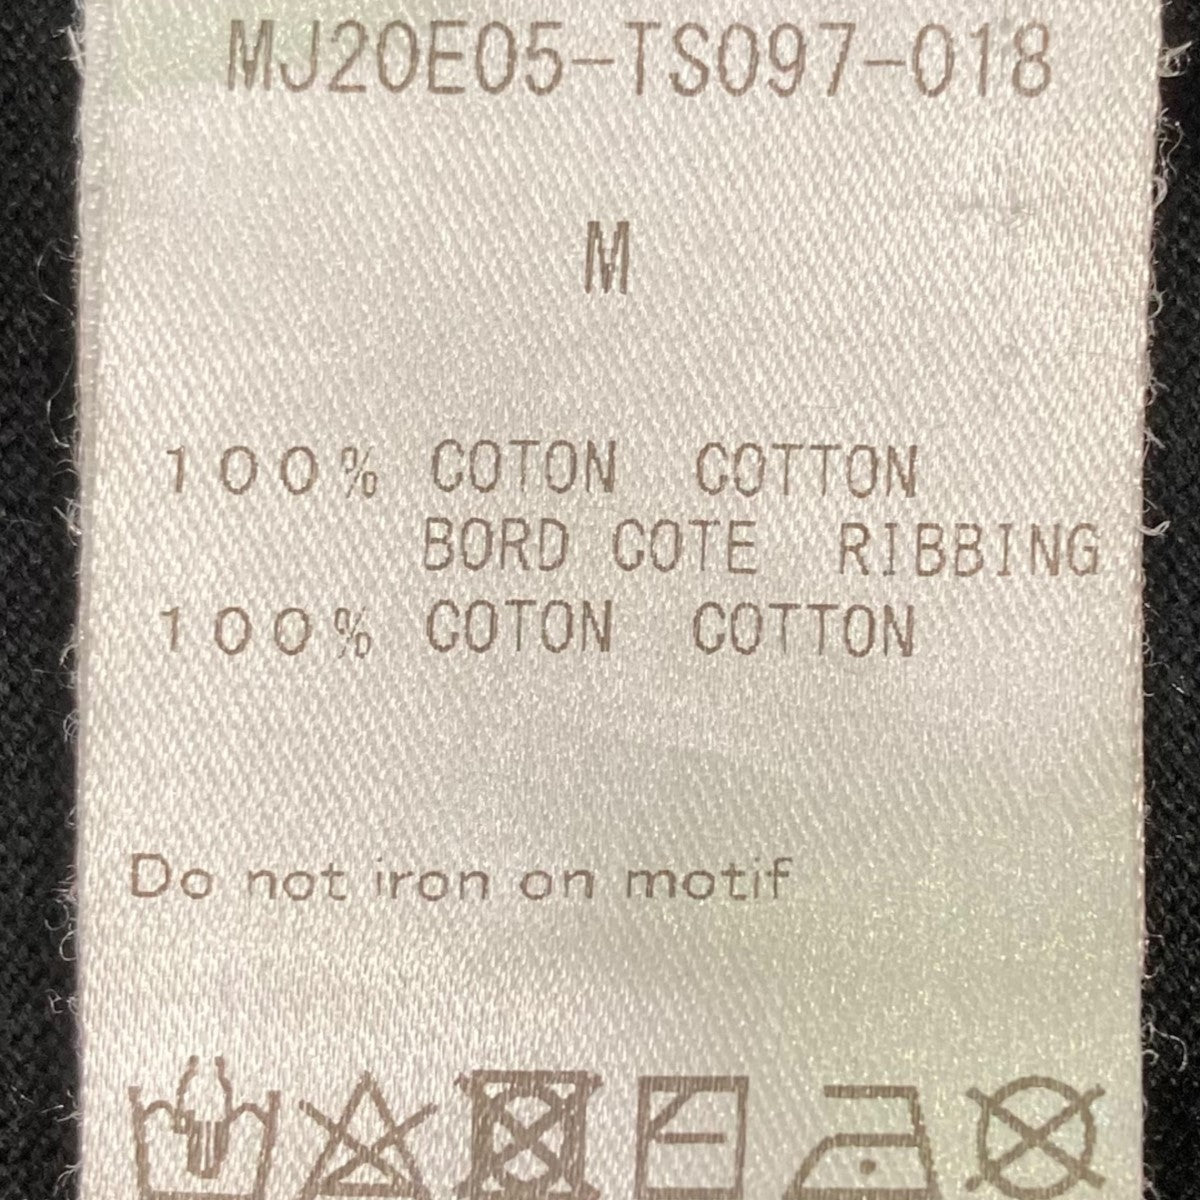 MJ20E05-TS097-018
M
100% COTON COTTON
BORD COTE RIBBING
100% COTON COTTON
Do not iron on motif